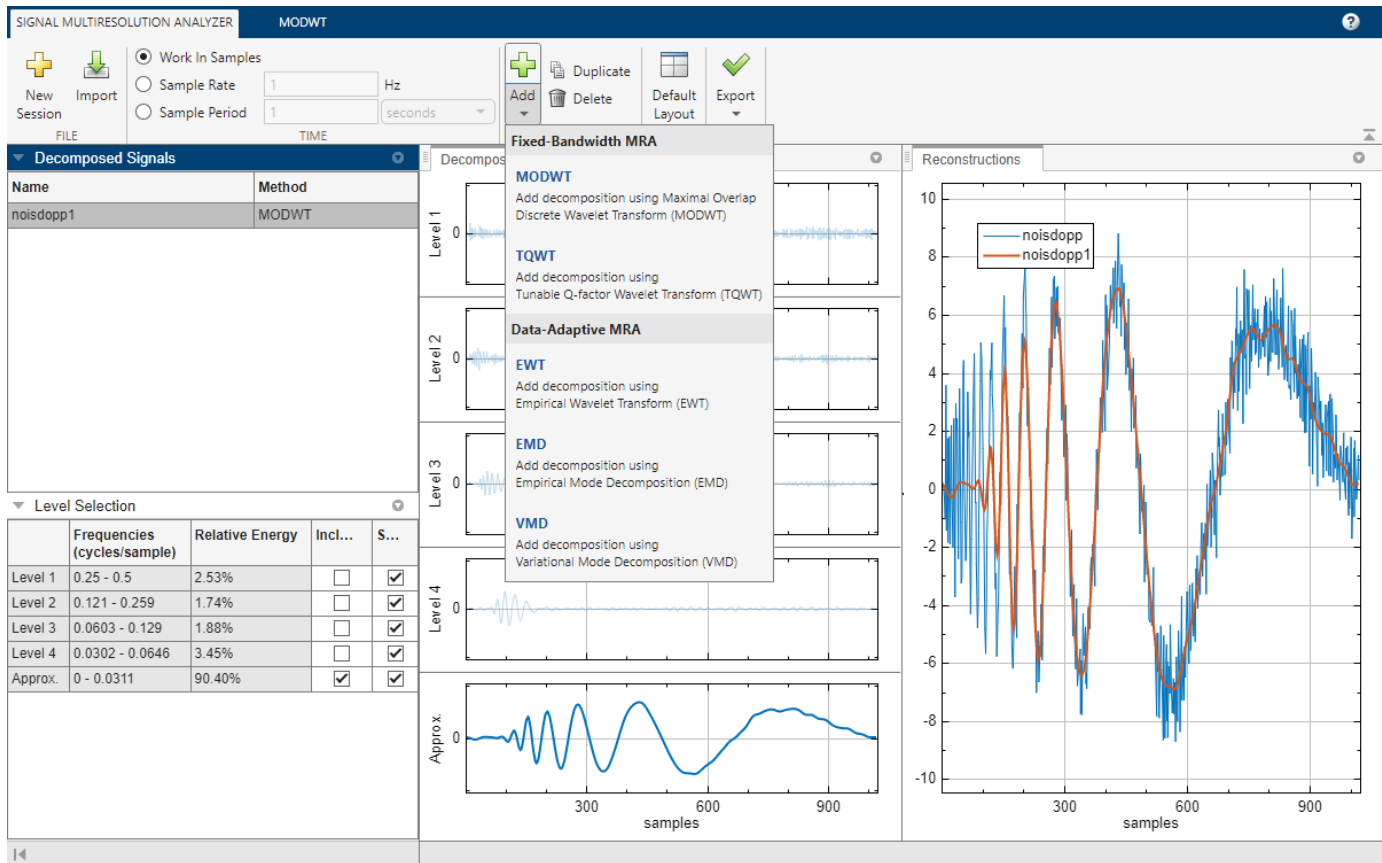 SIGNAL MULTIRESOLUTION ANALYZER
MODWT
?
New
Session
Import
FILE
Work In Samples
Sample Rate
1
Hz
Sample Period
1
seconds
TIME
Add
Duplicate
Delete
Default
Layout
Export
Decomposed Signals
Name
Method
noisdopp1
MODWT
Level Selection
Frequencies
(cycles/sample)
Relative Energy
Incl...
S...
Level 1 0.25 - 0.5 2.53%
Level 2 0.121 - 0.259 1.74%
Level 3 0.0603 - 0.129 1.88%
Level 4 0.0302 - 0.0646 3.45%
Approx. 0 - 0.0311 90.40%
Decompos
Fixed-Bandwidth MRA
MODWT
Add decomposition using Maximal Overlap
Discrete Wavelet Transform (MODWT)
TQWT
Add decomposition using
Tunable Q-factor Wavelet Transform (TQWT)
Data-Adaptive MRA
EWT
Add decomposition using
Empirical Wavelet Transform (EWT)
EMD
Add decomposition using
Empirical Mode Decomposition (EMD)
VMD
Add decomposition using
Variational Mode Decomposition (VMD)
Level 1
0
Level 2
0
Level 3
0
Level 4
0
Approx.
0
300 600 900
samples
Reconstructions
noisdopp
noisdopp1
10
8
6
4
2
0
-2
-4
-6
-8
-10
300 600 900
samples